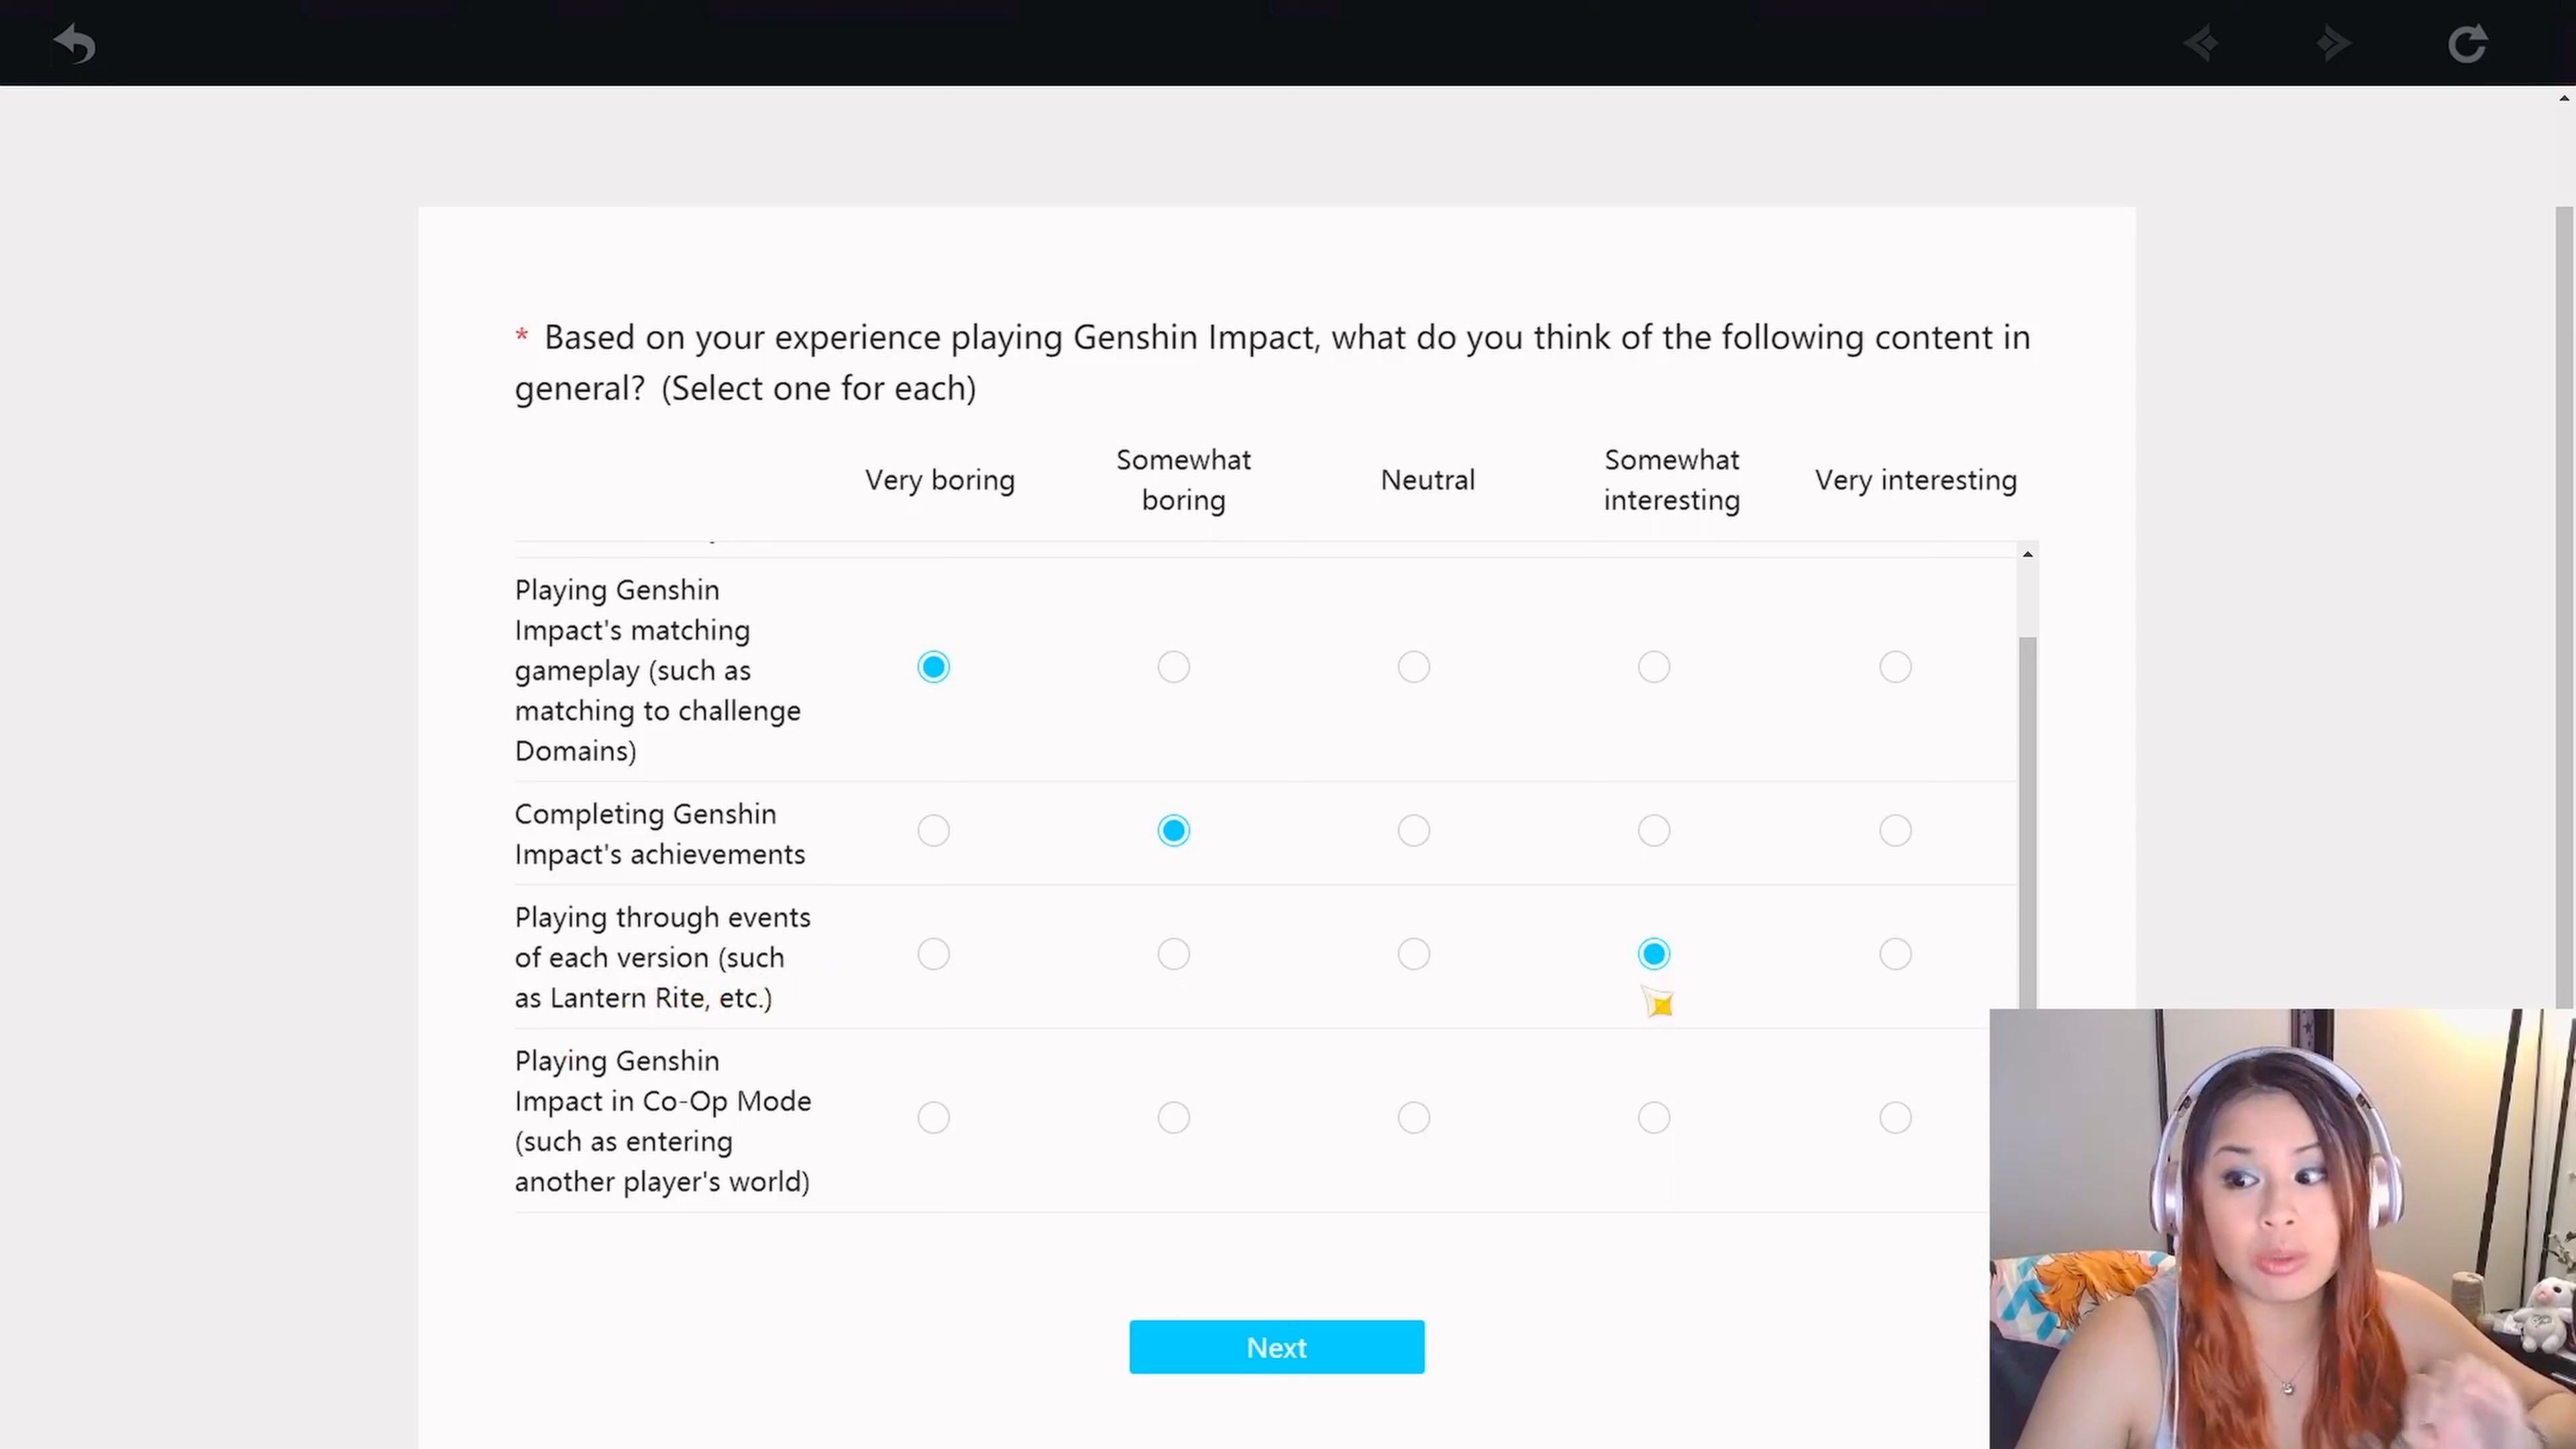 * Based on your experience playing Genshin Impact, what do you think of the following content in
general? (Select one for each)
Very boring
Somewhat
boring
Neutral
Somewhat
interesting
Very interesting
Playing Genshin
Impact's matching
gameplay (such as
matching to challenge
Domains)
Completing Genshin
Impact's achievements
Playing through events
of each version (such
as Lantern Rite, etc.)
Playing Genshin
Impact in Co-Op Mode
(such as entering
another player's world)
Next